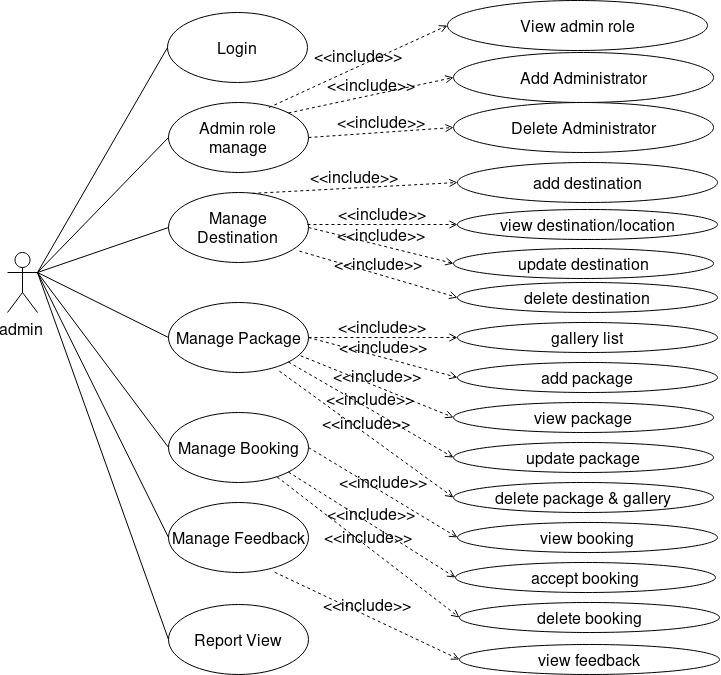 View admin role
Login
<<include>>
Add Administrator
<<include>>
Admin role
manage
<<include>>
Delete Administrator
<<include>>
add destination
Manage
Destination
<<include>>
view destination/location
<<include>>
update destination
<<include>>
delete destination
admin
Manage Package
<<include>>
gallery list
<<include>>
add package
<<include>>
view package
<<include>>
<<include>>
update package
Manage Booking
<<include>>
delete package & gallery
<<include>>
Manage Feedback
<<include>>
view booking
accept booking
<<include>>
delete booking
Report View
view feedback